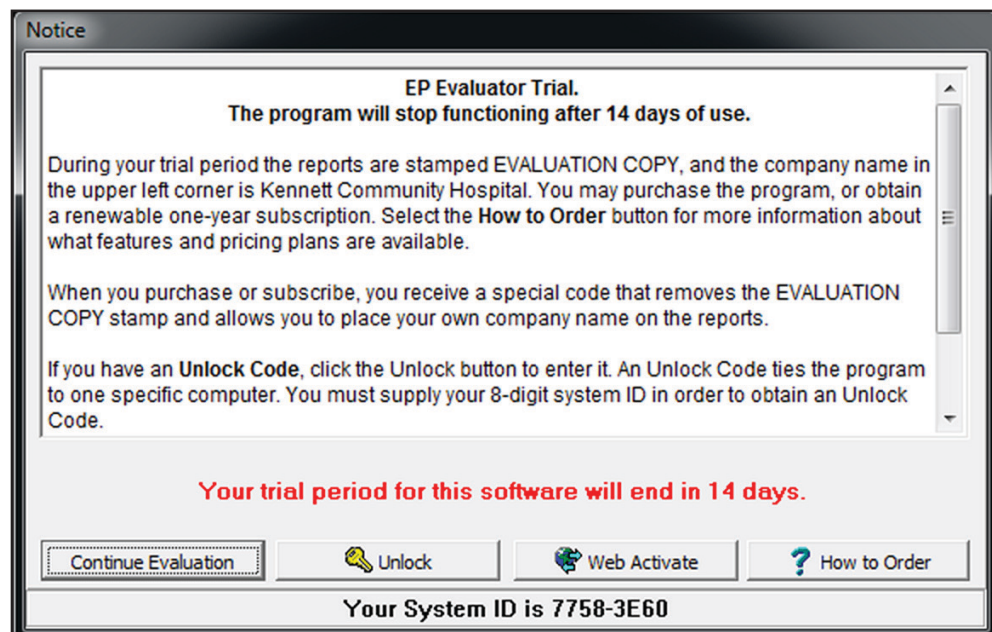 Notice
EP Evaluator Trial.
The program will stop functioning after 14 days of use.
During your trial period the reports are stamped EVALUATION COPY, and the company name in
the upper left corner is Kennett Community Hospital. You may purchase the program, or obtain
a renewable one-year subscription. Select the How to Order button for more information about
what features and pricing plans are available.
When you purchase or subscribe, you receive a special code that removes the EVALUATION
COPY stamp and allows you to place your own company name on the reports.
If you have an Unlock Code, click the Unlock button to enter it. An Unlock Code ties the program
to one specific computer. You must supply your 8-digit system ID in order to obtain an Unlock
Code.
Your trial period for this software will end in 14 days.
Continue Evaluation
Unlock
Web Activate
How to Order
Your System ID is 7758-3E60